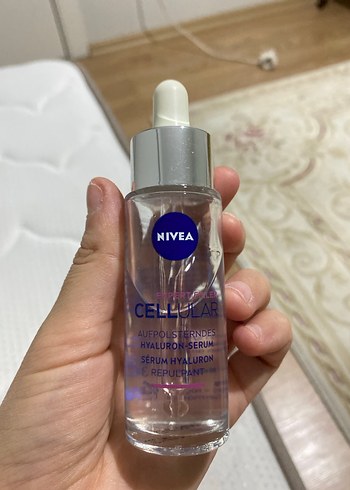 NIVEA
CELLULAR
AUFPOLSTERNDES
HYALURON-SERUM
SÉRUM HYALURON
REPULPANT